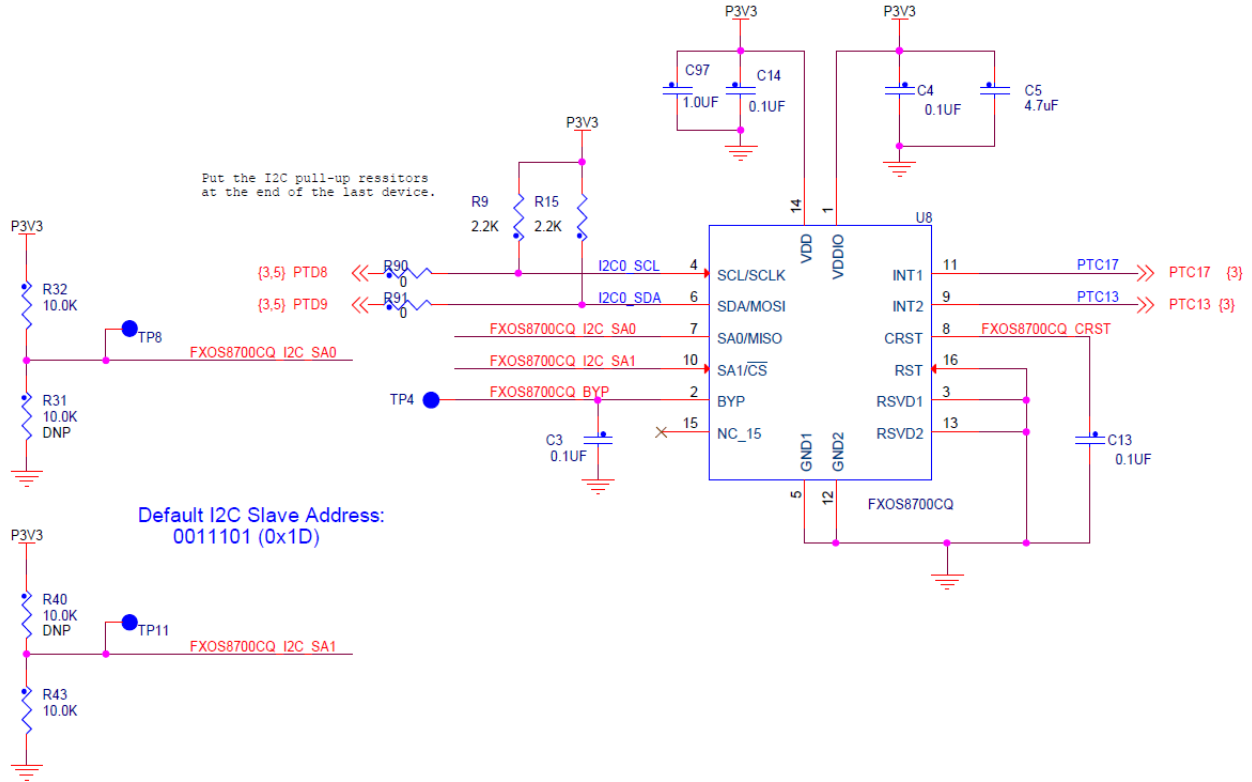 P3V3
P3V3
C97
1.0UF
C14
0.1UF
C4
0.1UF
C5
4.7uF
P3V3
Put the I2C pull-up ressitors
at the end of the last device.
R9
2.2K
R15
2.2K
14
1
U8
VDD
VDDIO
P3V3
R32
10.0K
{3,5} PTD8
R90
0
I2C0_SCL
4
SCL/SCLK
INT1
11
PTC17
PTC17 {3}
{3,5} PTD9
R91
0
I2C0_SDA
6
SDA/MOSI
INT2
9
PTC13
PTC13 {3}
TP8
FXOS8700CQ_I2C_SA0
FXOS8700CQ_I2C_SA0
7
SA0/MISO
CRST
8
FXOS8700CQ_CRST
FXOS8700CQ_I2C_SA1
10
SA1/CS
RST
16
R31
10.0K
DNP
TP4
FXOS8700CQ_BYP
2
BYP
RSVD1
3
15
NC_15
RSVD2
13
C3
0.1UF
C13
0.1UF
GND1
GND2
5
12
FXOS8700CQ
Default I2C Slave Address:
0011101 (0x1D)
P3V3
R40
10.0K
DNP
TP11
FXOS8700CQ_I2C_SA1
R43
10.0K